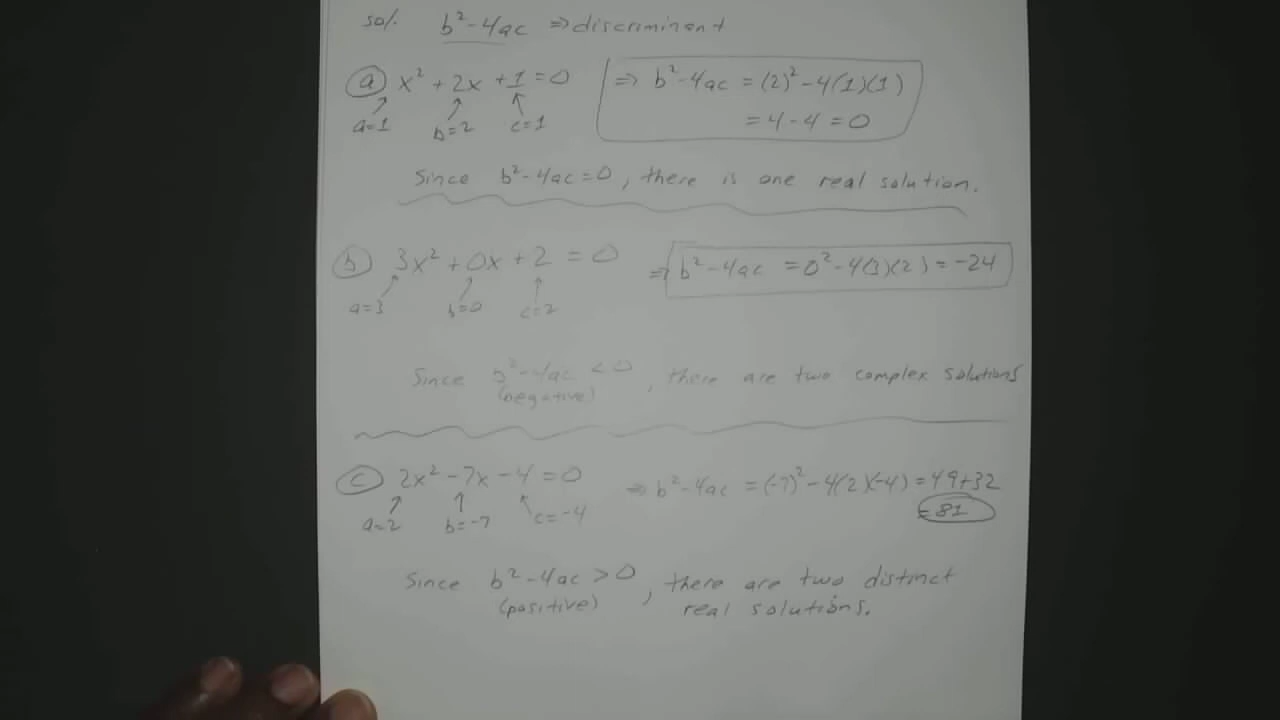 sol. b²-4ac ⇒ discriminant
ⓐ x² + 2x + 1 = 0 ⇒ b²-4ac = (2)² - 4(1)(1)
a=1 b=2 c=1 = 4 - 4 = 0
Since b²-4ac = 0, there is one real solution.
ⓑ 3x² + 0x + 2 = 0 ⇒ b²-4ac = 0² - 4(3)(2) = -24
a=3 b=0 c=2
Since b²-4ac < 0, there are two complex solutions
(negative)
ⓒ 2x² - 7x - 4 = 0 ⇒ b²-4ac = (-7)² - 4(2)(-4) = 49+32
a=2 b=-7 c=-4 = 81
Since b²-4ac > 0, there are two distinct
(positive) real solutions.